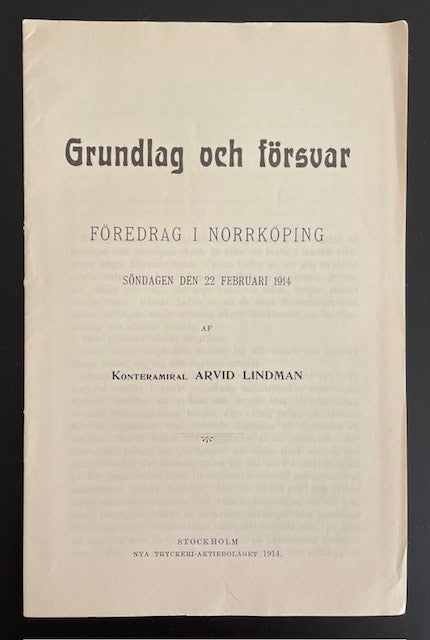 Grundlag och försvar
FÖREDRAG I NORRKÖPING
SÖNDAGEN DEN 22 FEBRUARI 1914
AF
KONTERAMIRAL ARVID LINDMAN
STOCKHOLM
NYA TRYCKERI-AKTIEBOLAGET 1914.